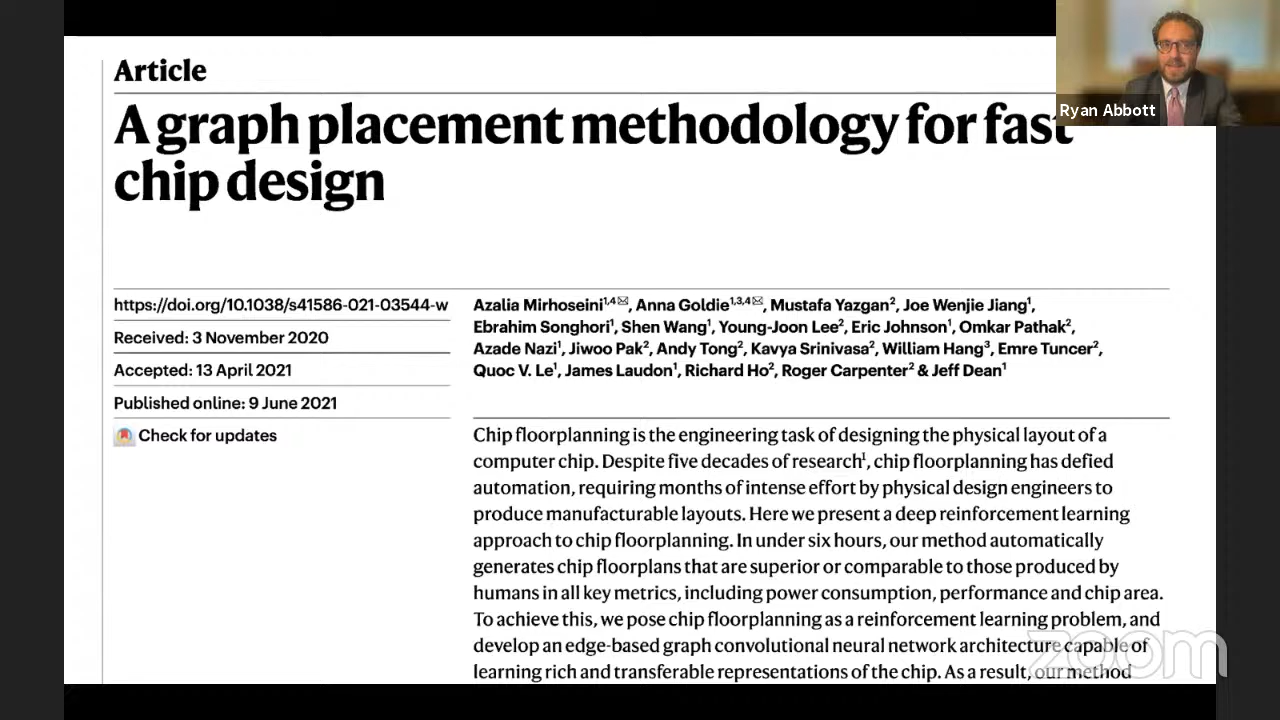 Article
A graph placement methodology for fast
chip design
Ryan Abbott
https://doi.org/10.1038/s41586-021-03544-w
Received: 3 November 2020
Accepted: 13 April 2021
Published online: 9 June 2021
Check for updates
Azalia Mirhoseini1,4✉, Anna Goldie1,3,4✉, Mustafa Yazgan2, Joe Wenjie Jiang1,
Ebrahim Songhori1, Shen Wang1, Young-Joon Lee2, Eric Johnson1, Omkar Pathak2,
Azade Nazi1, Jiwoo Pak2, Andy Tong2, Kavya Srinivasa2, William Hang3, Emre Tuncer2,
Quoc V. Le1, James Laudon1, Richard Ho2, Roger Carpenter2 & Jeff Dean1
Chip floorplanning is the engineering task of designing the physical layout of a
computer chip. Despite five decades of research1, chip floorplanning has defied
automation, requiring months of intense effort by physical design engineers to
produce manufacturable layouts. Here we present a deep reinforcement learning
approach to chip floorplanning. In under six hours, our method automatically
generates chip floorplans that are superior or comparable to those produced by
humans in all key metrics, including power consumption, performance and chip area.
To achieve this, we pose chip floorplanning as a reinforcement learning problem, and
develop an edge-based graph convolutional neural network architecture capable of
learning rich and transferable representations of the chip. As a result, our method
zoom